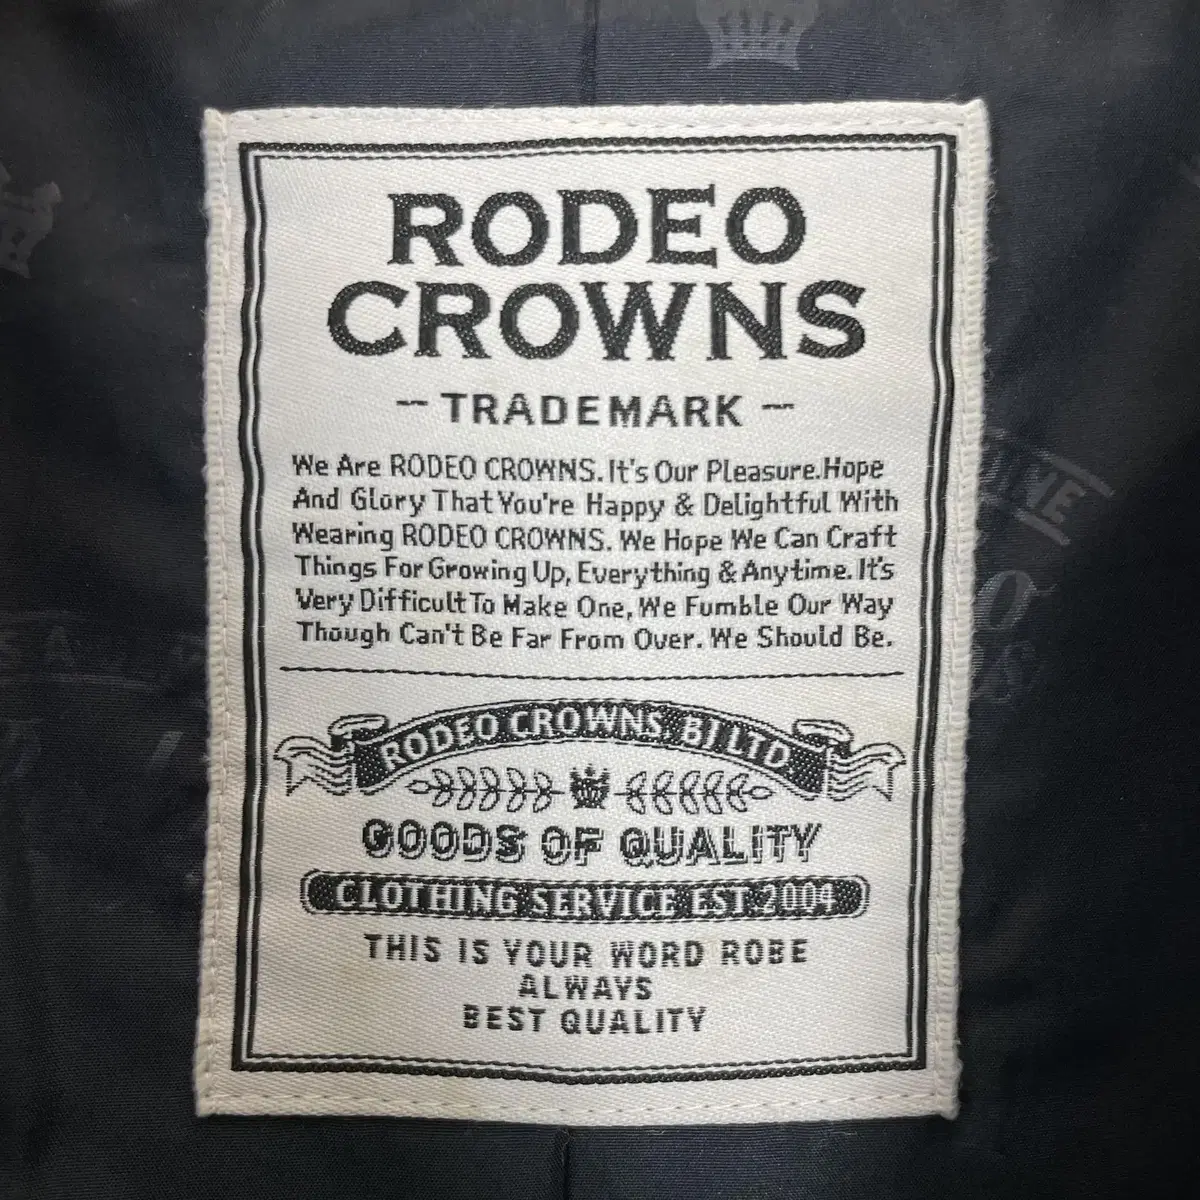 RODEO
CROWNS
- TRADEMARK -
We Are RODEO CROWNS. It's Our Pleasure.Hope
And Glory That You're Happy & Delightful With
Wearing RODEO CROWNS. We Hope We Can Craft
Things For Growing Up, Everything & Anytime. It's
Very Difficult To Make One, We Fumble Our Way
Though Can't Be Far From Over. We Should Be.
RODEO CROWNS. BJ LTD
GOODS OF QUALITY
CLOTHING SERVICE EST 2004
THIS IS YOUR WORD ROBE
ALWAYS
BEST QUALITY